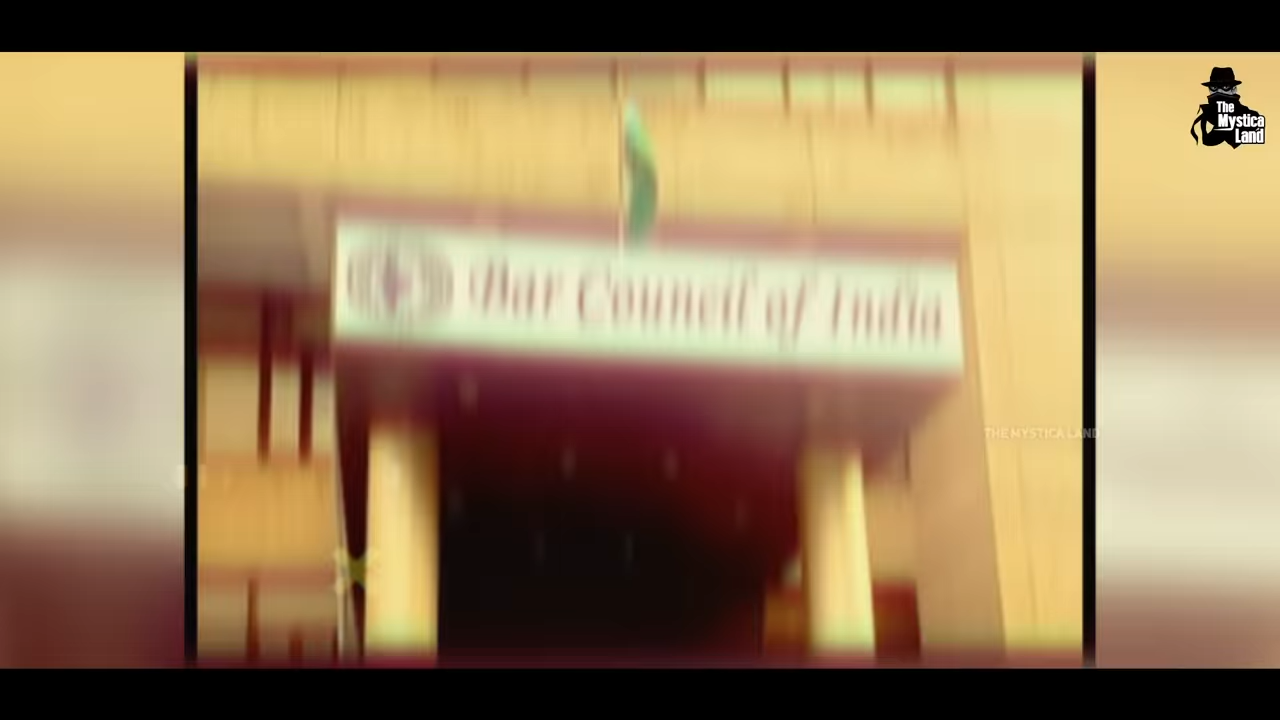 The
Mystica
Land
Bar Council of India
THE MYSTICA LAND